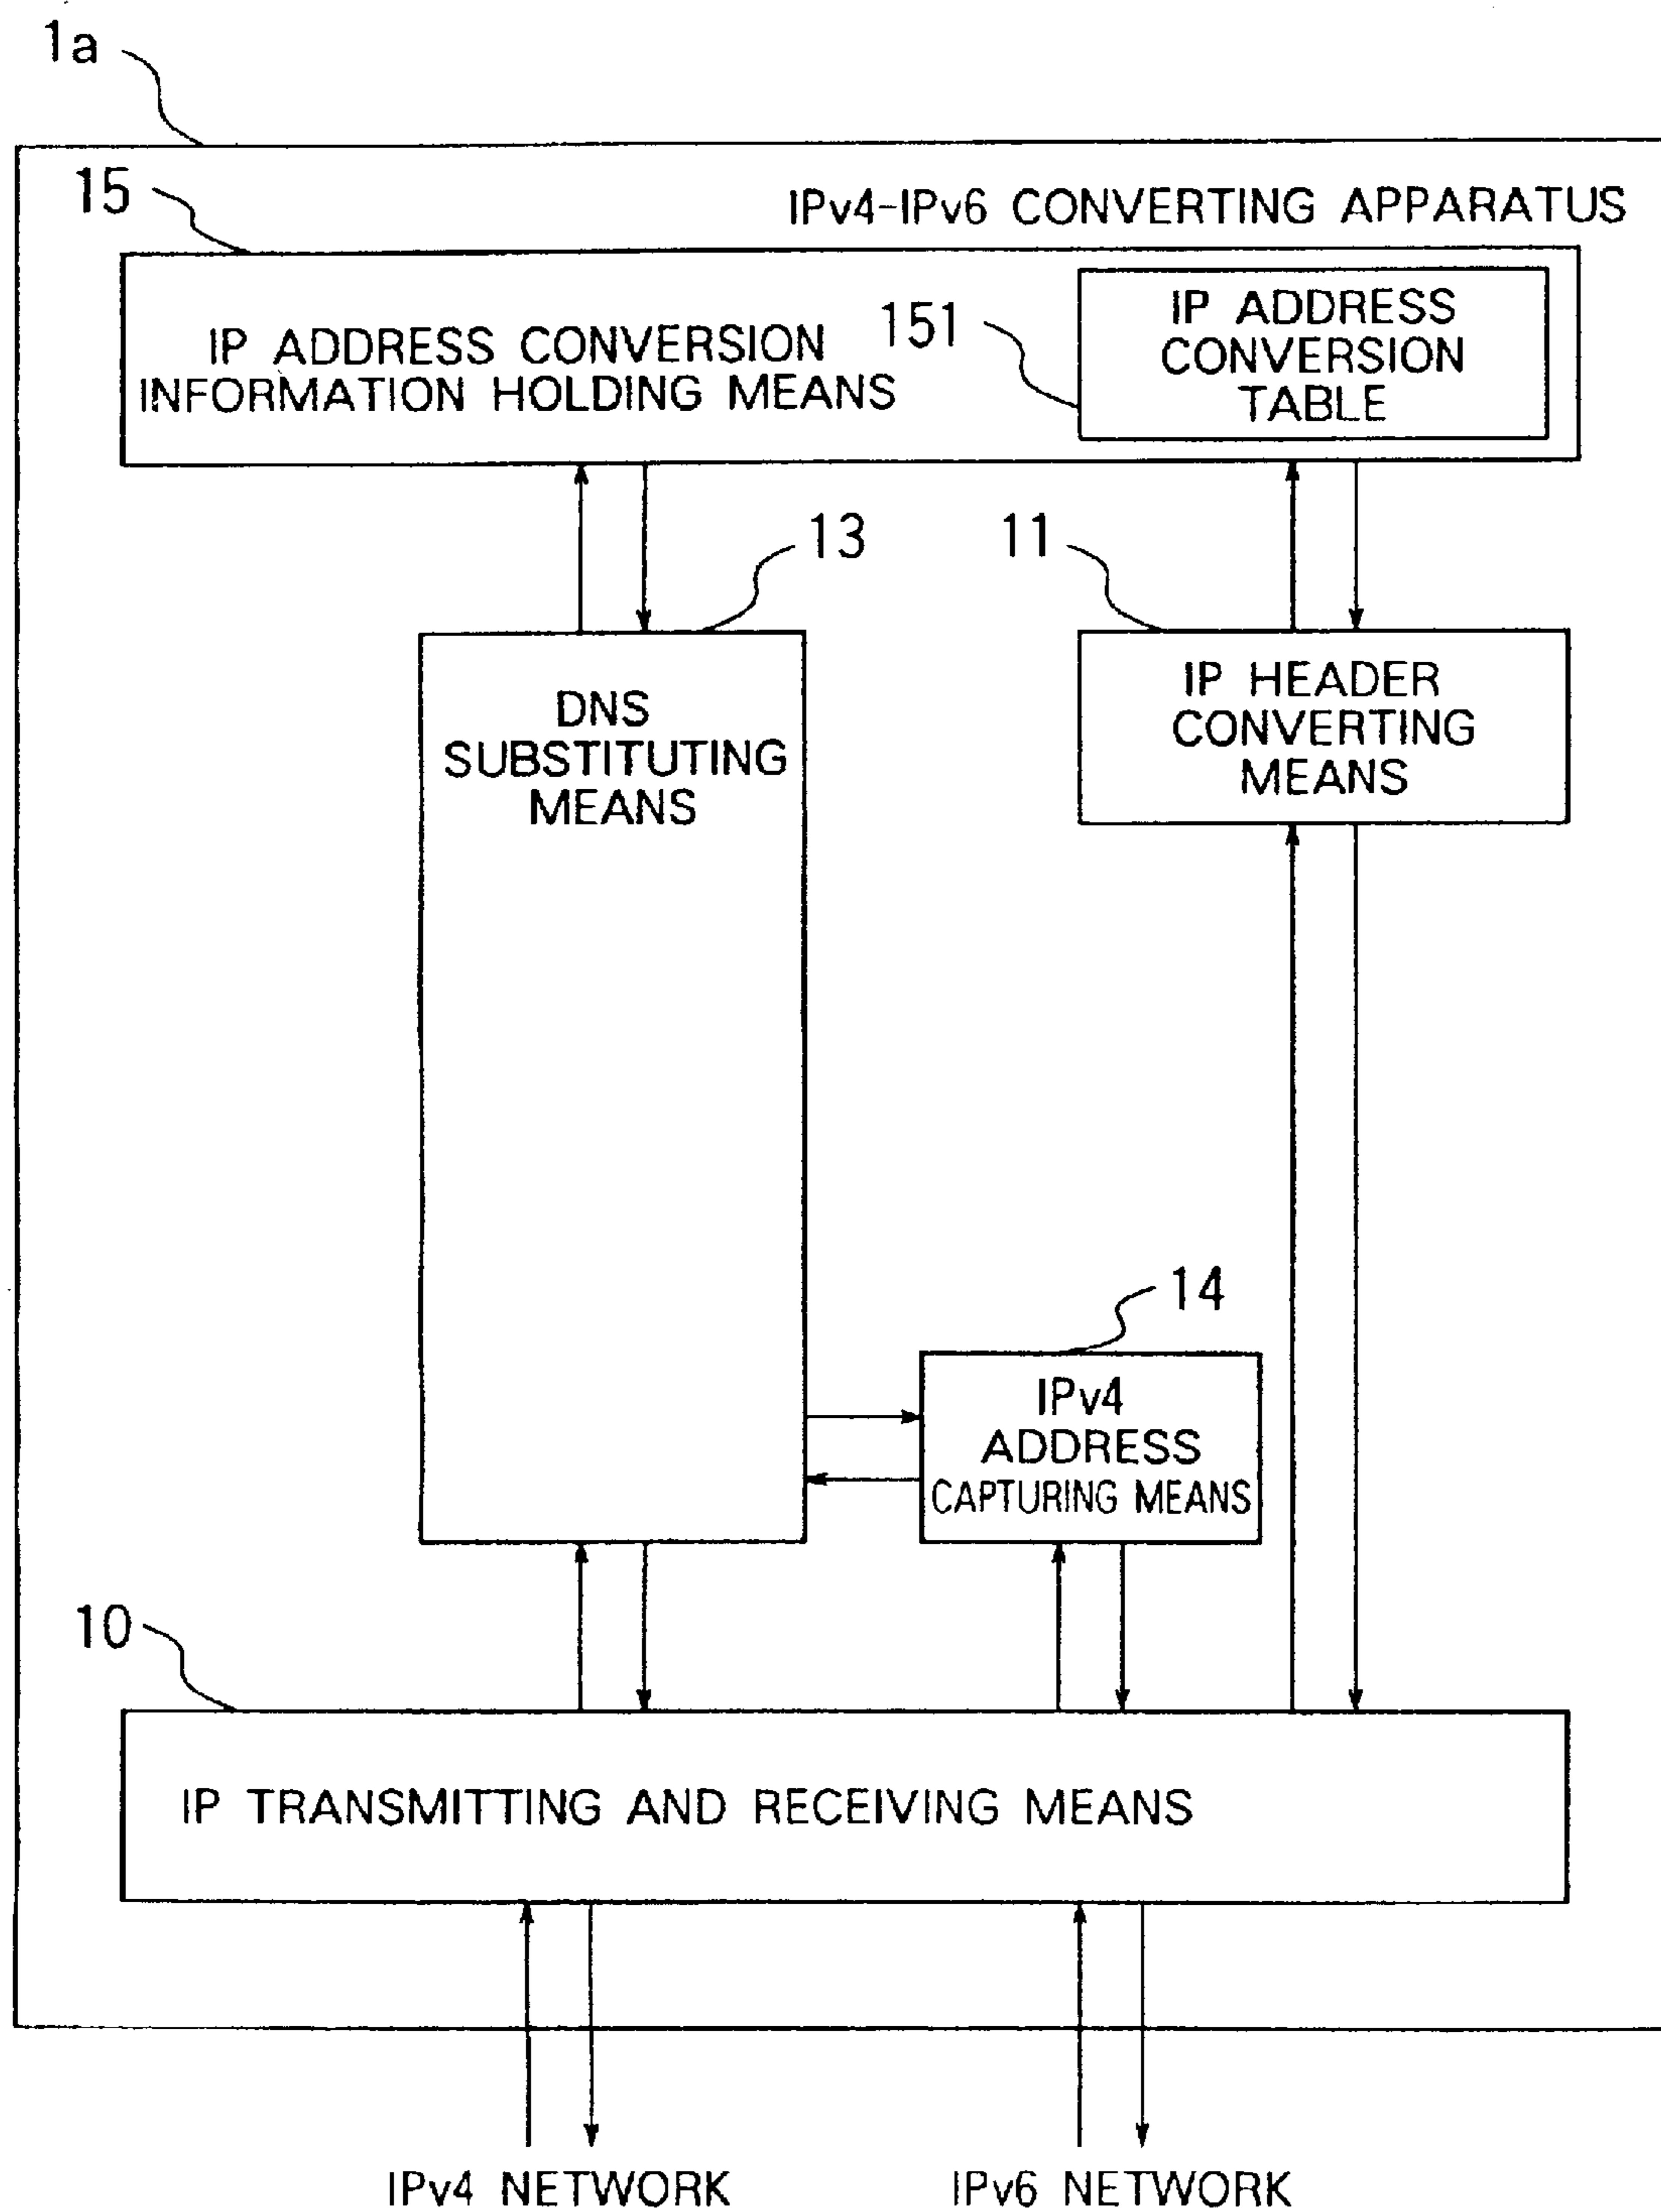 1a
15
IPv4-IPv6 CONVERTING APPARATUS
IP ADDRESS CONVERSION
INFORMATION HOLDING MEANS
151
IP ADDRESS
CONVERSION
TABLE
13
11
DNS
SUBSTITUTING
MEANS
IP HEADER
CONVERTING
MEANS
14
IPv4
ADDRESS
CAPTURING MEANS
10
IP TRANSMITTING AND RECEIVING MEANS
IPv4 NETWORK
IPv6 NETWORK